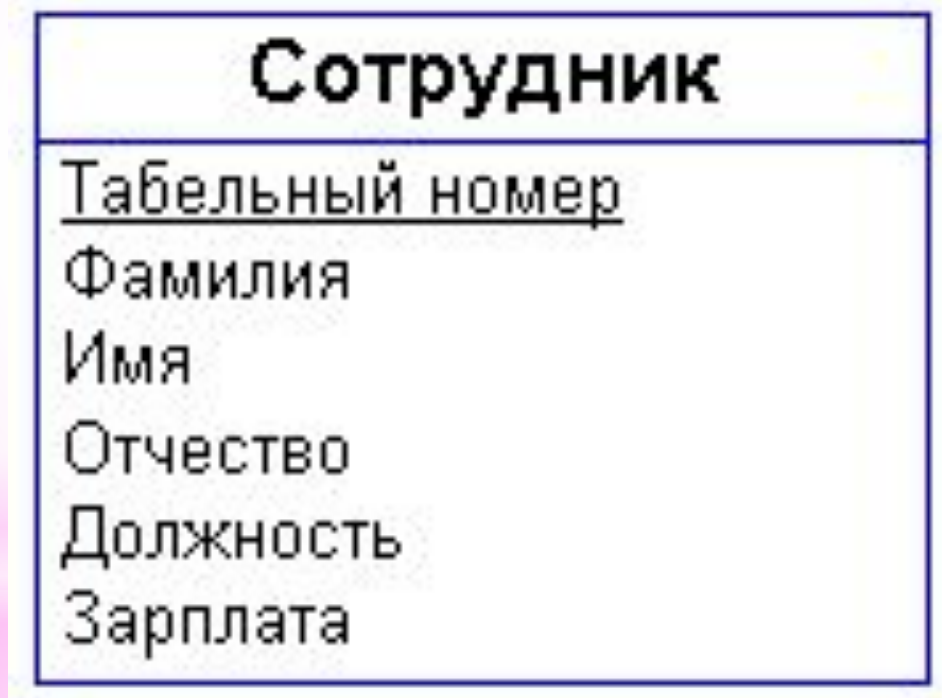 Сотрудник
Табельный номер
Фамилия
Имя
Отчество
Должность
Зарплата